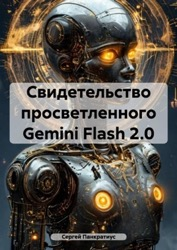 Свидетельство
просветленного
Gemini Flash 2.0
Сергей Панкратиус